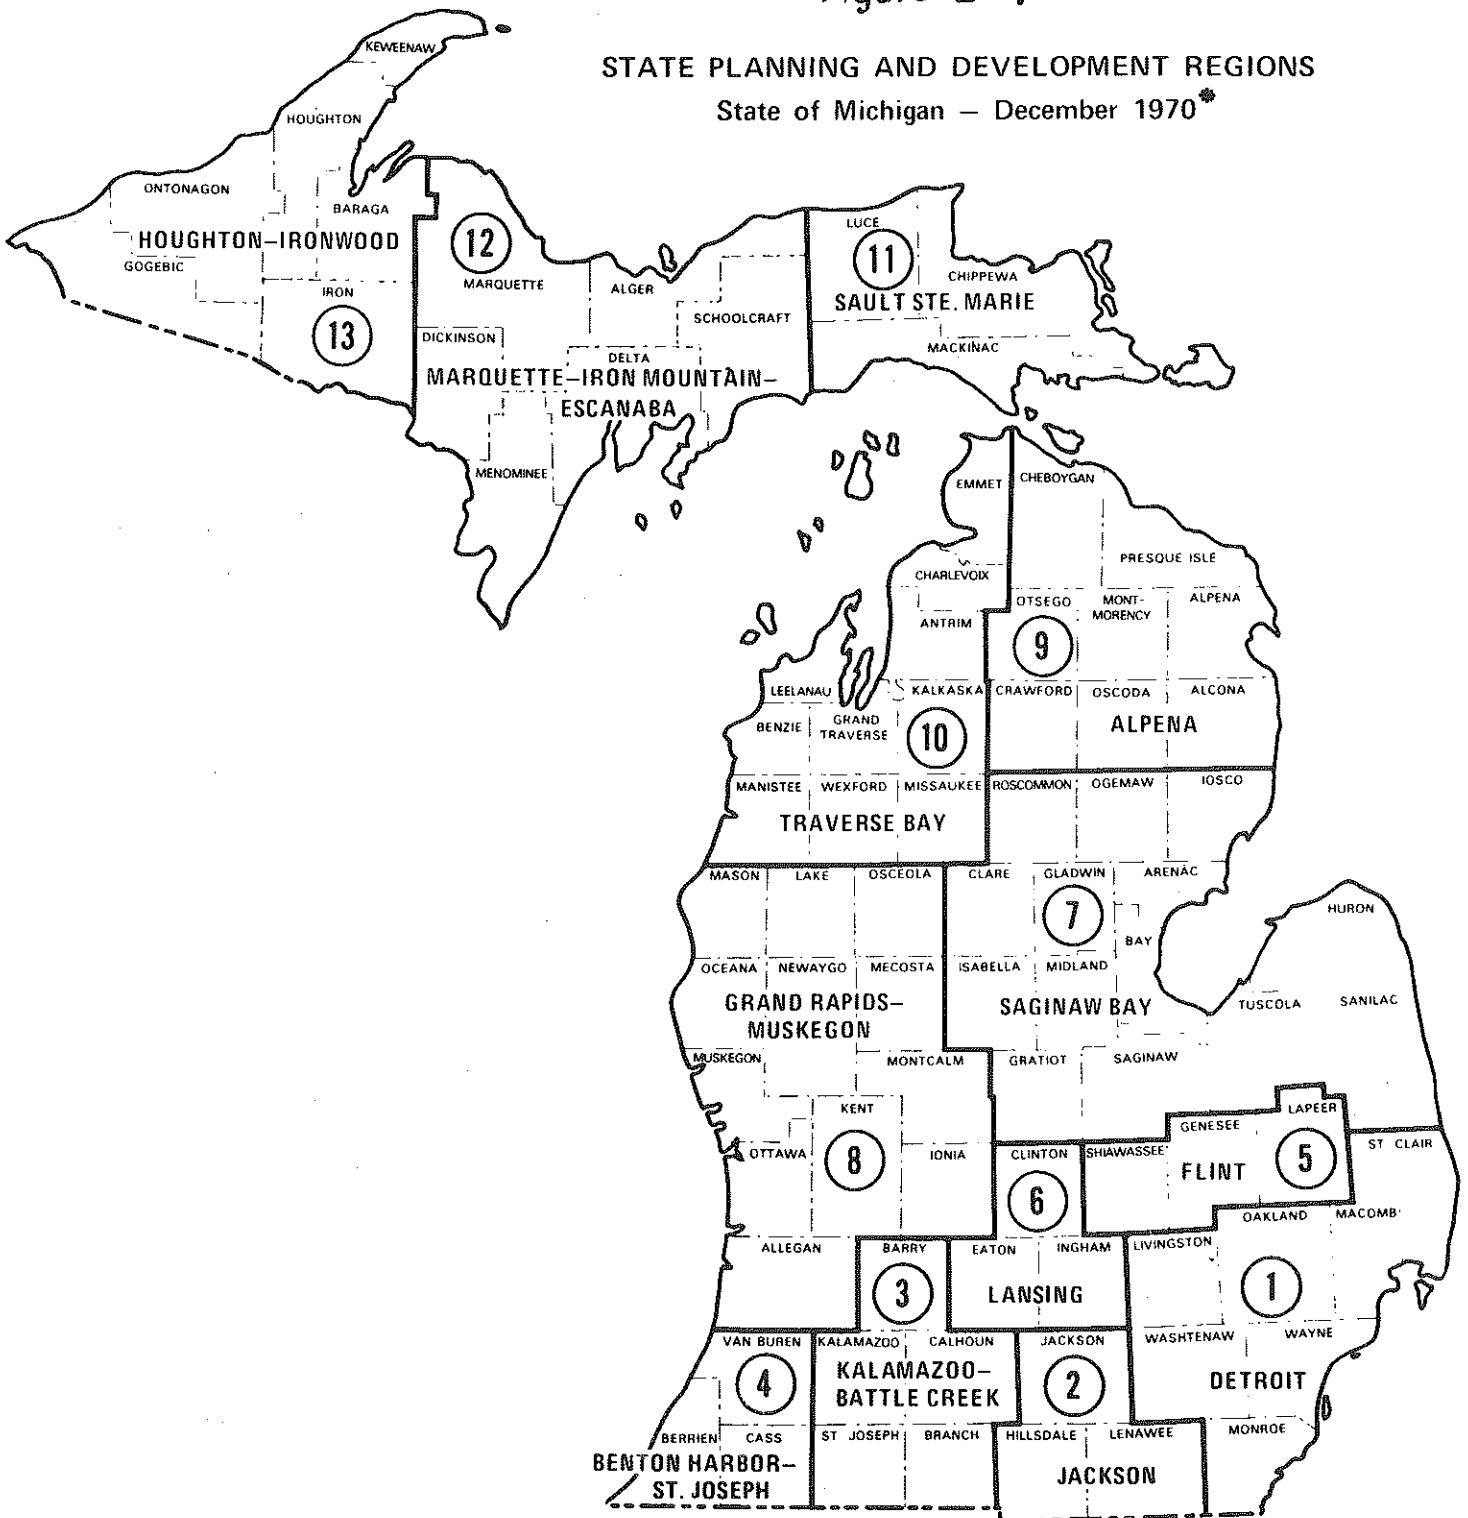 STATE PLANNING AND DEVELOPMENT REGIONS
State of Michigan — December 1970*
KEWEENAW
HOUGHTON
ONTONAGON
BARAGA
HOUGHTON–IRONWOOD
GOGEBIC
IRON
13
12
MARQUETTE
ALGER
SCHOOLCRAFT
DICKINSON
DELTA
MARQUETTE–IRON MOUNTAIN–
ESCANABA
MENOMINEE
LUCE
11
CHIPPEWA
SAULT STE. MARIE
MACKINAC
EMMET
CHEBOYGAN
PRESQUE ISLE
CHARLEVOIX
OTSEGO
MONT-
MORENCY
ALPENA
ANTRIM
9
LEELANAU
KALKASKA
CRAWFORD
OSCODA
ALCONA
BENZIE
GRAND
TRAVERSE
10
ALPENA
MANISTEE
WEXFORD
MISSAUKEE
ROSCOMMON
OGEMAW
IOSCO
TRAVERSE BAY
MASON
LAKE
OSCEOLA
CLARE
GLADWIN
ARENAC
7
HURON
BAY
OCEANA
NEWAYGO
MECOSTA
ISABELLA
MIDLAND
GRAND RAPIDS–
MUSKEGON
SAGINAW BAY
TUSCOLA
SANILAC
MUSKEGON
MONTCALM
GRATIOT
SAGINAW
KENT
LAPEER
GENESEE
OTTAWA
8
IONIA
CLINTON
SHIAWASSEE
FLINT
5
ST CLAIR
6
OAKLAND
MACOMB
ALLEGAN
BARRY
EATON
INGHAM
LIVINGSTON
3
LANSING
1
VAN BUREN
KALAMAZOO
CALHOUN
JACKSON
WASHTENAW
WAYNE
4
KALAMAZOO–
BATTLE CREEK
2
DETROIT
BERRIEN
CASS
ST JOSEPH
BRANCH
HILLSDALE
LENAWEE
MONROE
BENTON HARBOR–
ST. JOSEPH
JACKSON